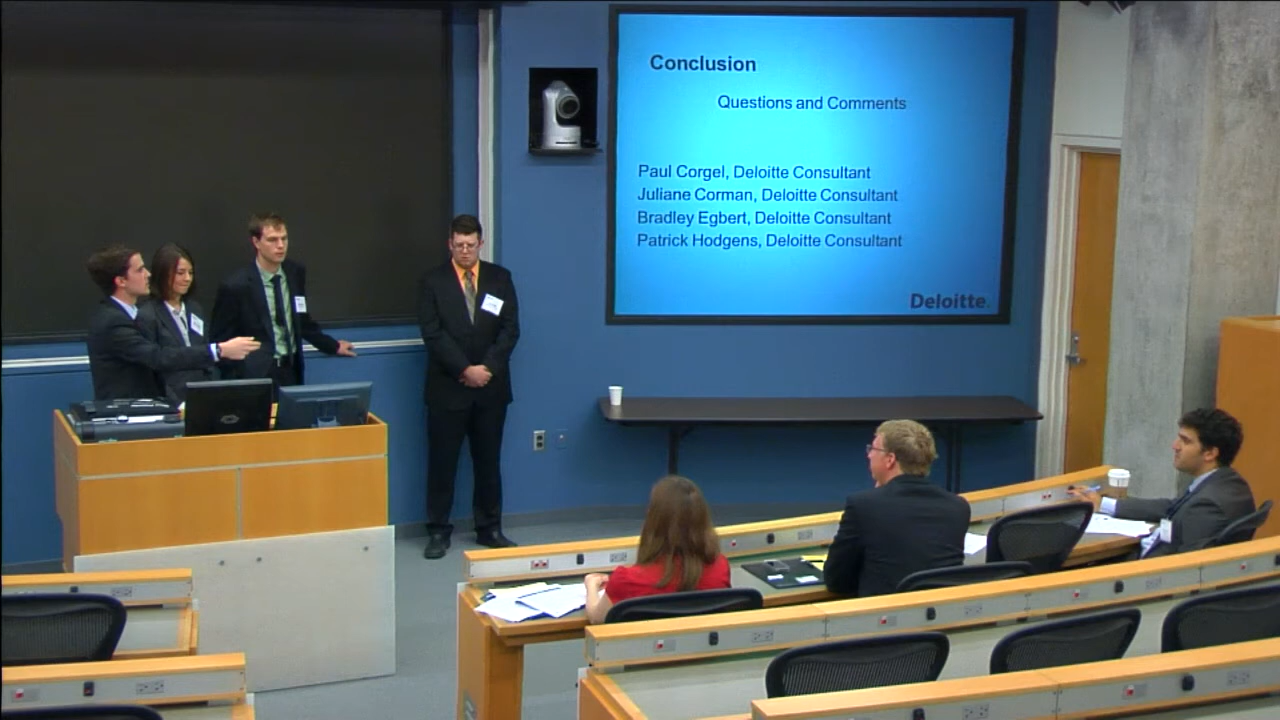 Conclusion
Questions and Comments
Paul Corgel, Deloitte Consultant
Juliane Corman, Deloitte Consultant
Bradley Egbert, Deloitte Consultant
Patrick Hodgens, Deloitte Consultant
Deloitte.